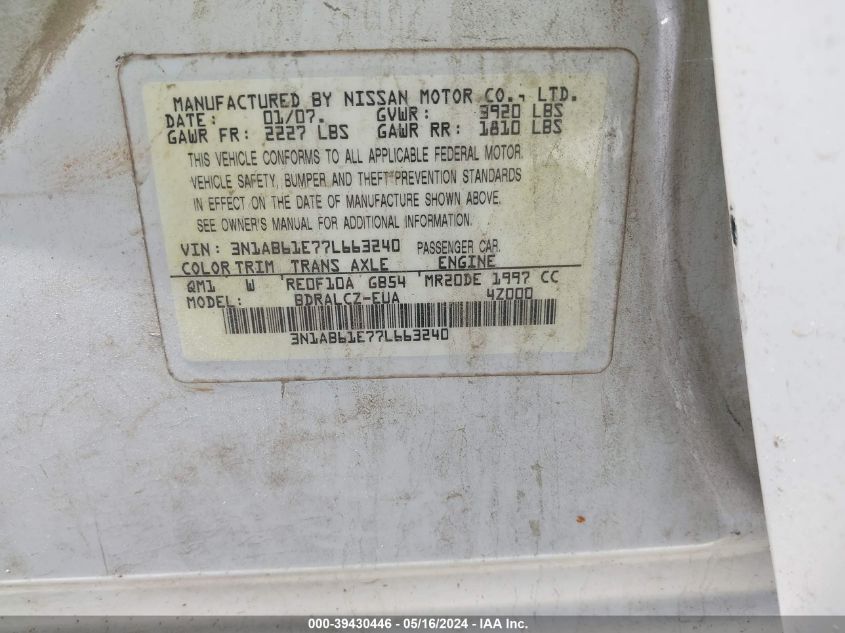 MANUFACTURED BY NISSAN MOTOR CO., LTD.
DATE: 01/07. GVWR: 3920 LBS
GAWR FR: 2227 LBS GAWR RR: 1810 LBS
THIS VEHICLE CONFORMS TO ALL APPLICABLE FEDERAL MOTOR
VEHICLE SAFETY, BUMPER AND THEFT PREVENTION STANDARDS
IN EFFECT ON THE DATE OF MANUFACTURE SHOWN ABOVE.
SEE OWNER'S MANUAL FOR ADDITIONAL INFORMATION.
VIN: 3N1AB61E77L663240 PASSENGER CAR.
COLOR TRIM TRANS AXLE ENGINE
QM1 W RE0F10A GB54 MR20DE 1997 CC
MODEL: BDRALCZ-EUA 4Z000
3N1AB61E77L663240
000-39430446 - 05/16/2024 - IAA Inc.